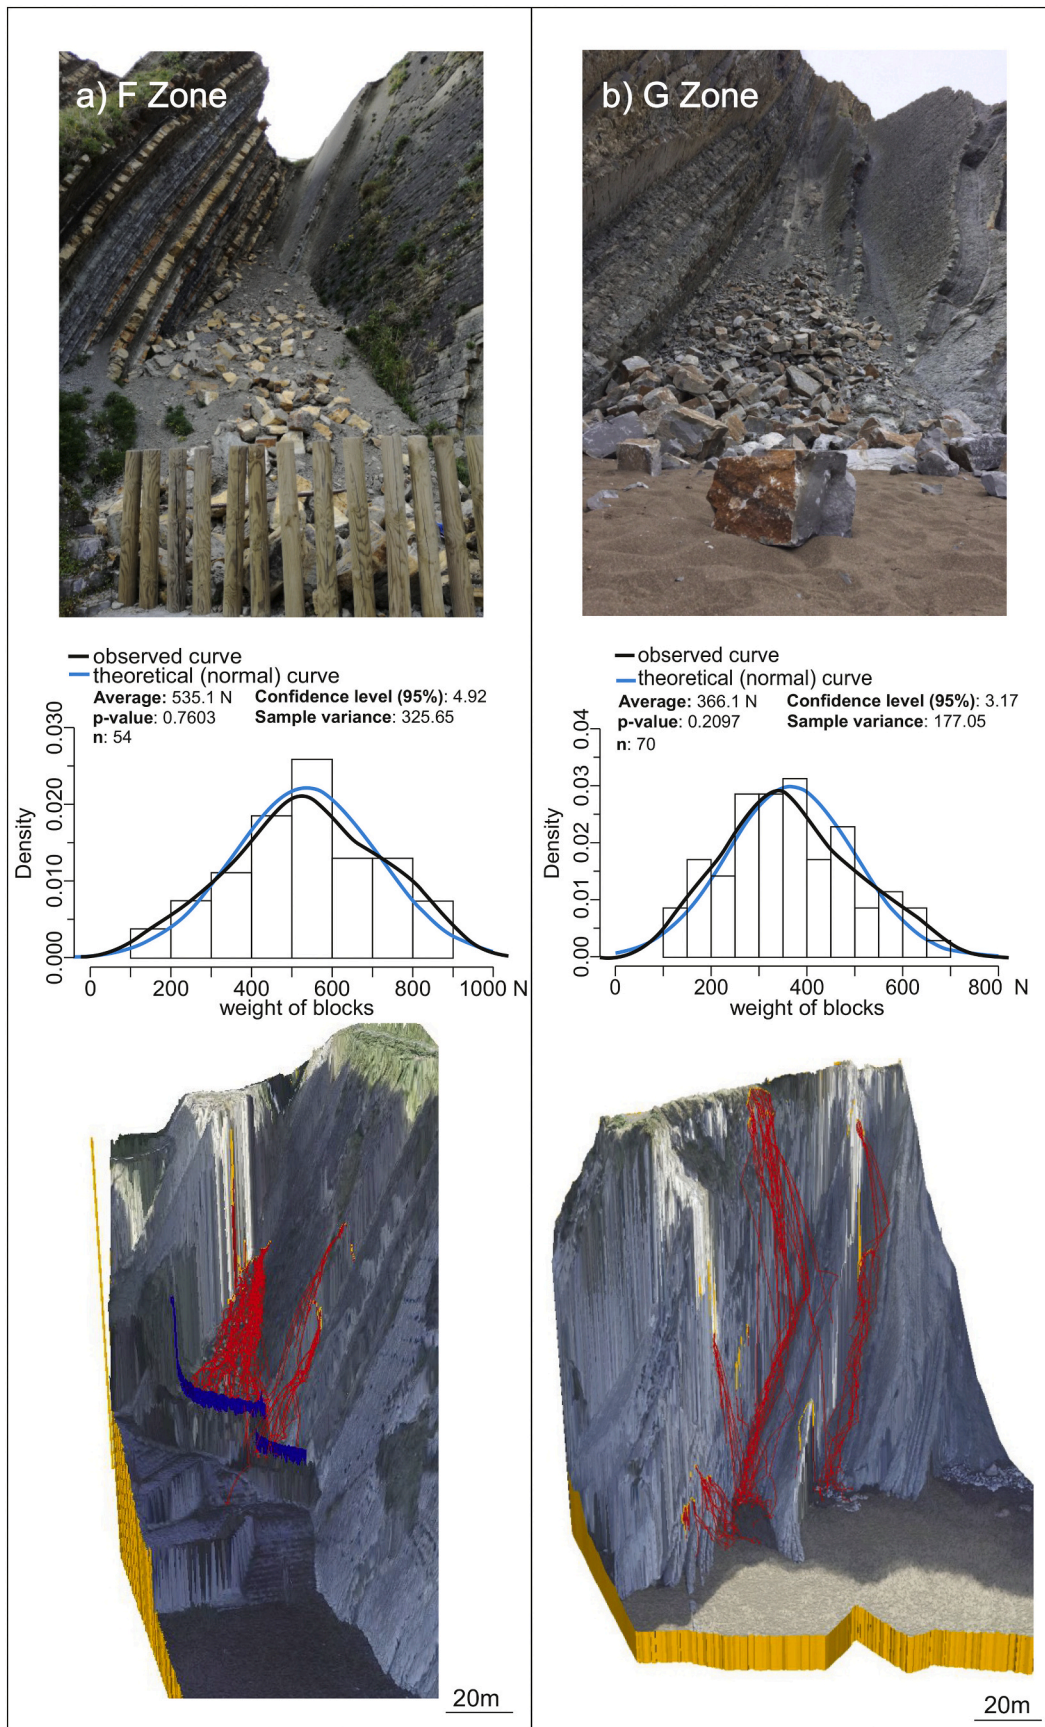 a) F Zone
observed curve
theoretical (normal) curve
Average: 535.1 N Confidence level (95%): 4.92
p-value: 0.7603 Sample variance: 325.65
n: 54
Density
0.030
0.020
0.010
0.000
0 200 400 600 800 1000 N
weight of blocks
20m
b) G Zone
observed curve
theoretical (normal) curve
Average: 366.1 N Confidence level (95%): 3.17
p-value: 0.2097 Sample variance: 177.05
n: 70
Density
0.04
0.03
0.02
0.01
0.00
0 200 400 600 800 N
weight of blocks
20m